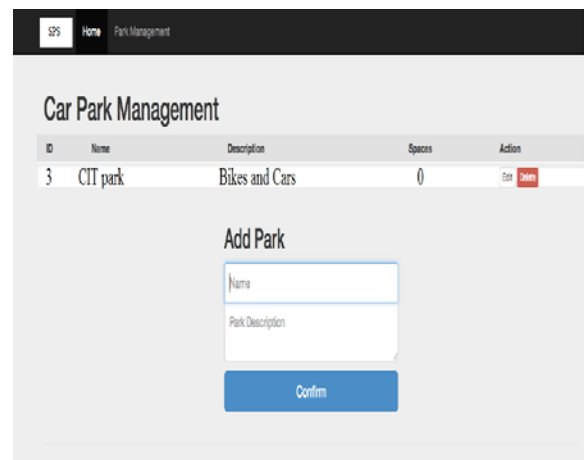 SPS Home Park Management
Car Park Management
ID Name Description Spaces Action
3 CIT park Bikes and Cars 0 Edit Delete
Add Park
Name
Park Description
Confirm